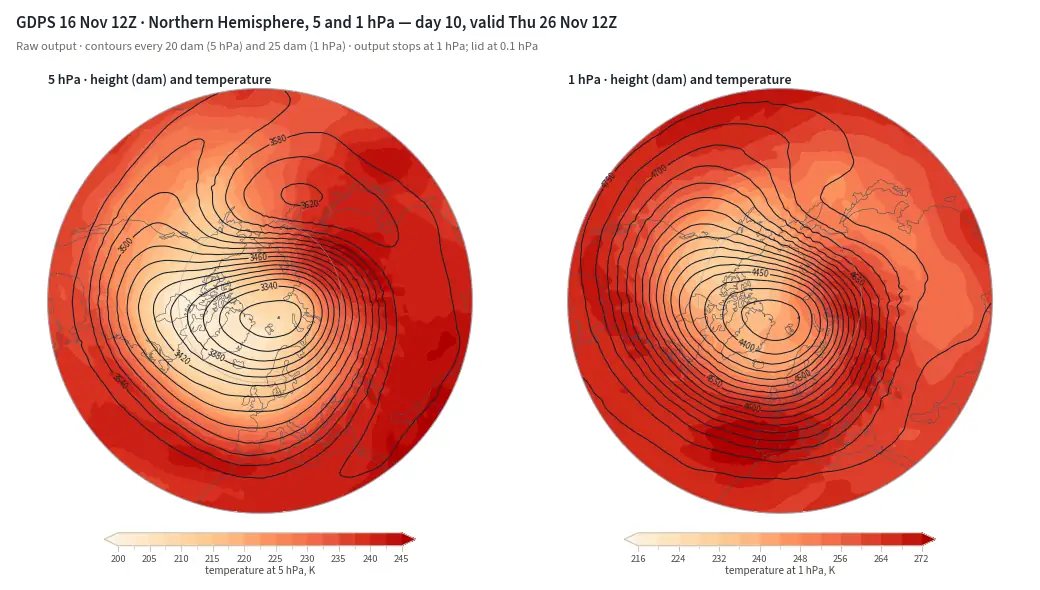 GDPS 16 Nov 12Z · Northern Hemisphere, 5 and 1 hPa — day 10, valid Thu 26 Nov 12Z
Raw output · contours every 20 dam (5 hPa) and 25 dam (1 hPa) · output stops at 1 hPa; lid at 0.1 hPa
5 hPa · height (dam) and temperature
1 hPa · height (dam) and temperature
3580
3620
3500
3460
3340
3420
4700
4450
4400
200 205 210 215 220 225 230 235 240 245
temperature at 5 hPa, K
216 224 232 240 248 256 264 272
temperature at 1 hPa, K